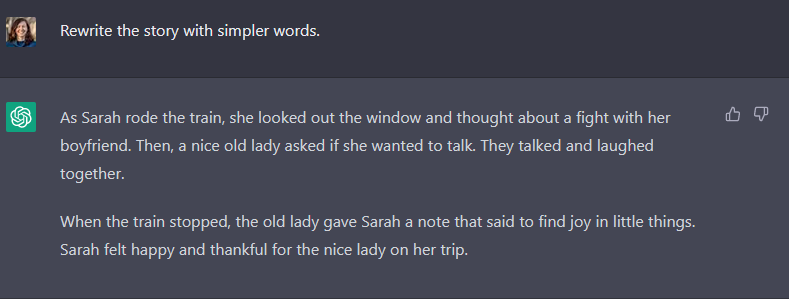 Rewrite the story with simpler words.
As Sarah rode the train, she looked out the window and thought about a fight with her
boyfriend. Then, a nice old lady asked if she wanted to talk. They talked and laughed
together.
When the train stopped, the old lady gave Sarah a note that said to find joy in little things.
Sarah felt happy and thankful for the nice lady on her trip.